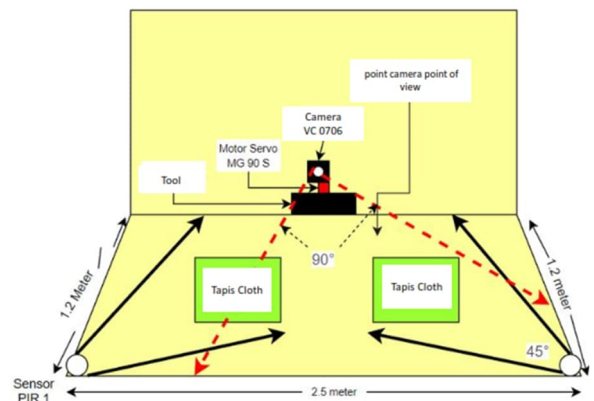 point camera point of
view
Camera
VC 0706
Motor Servo
MG 90 S
Tool
90°
Tapis Cloth
Tapis Cloth
1.2 Meter
1.2 meter
45°
Sensor
PIR 1
2.5 meter